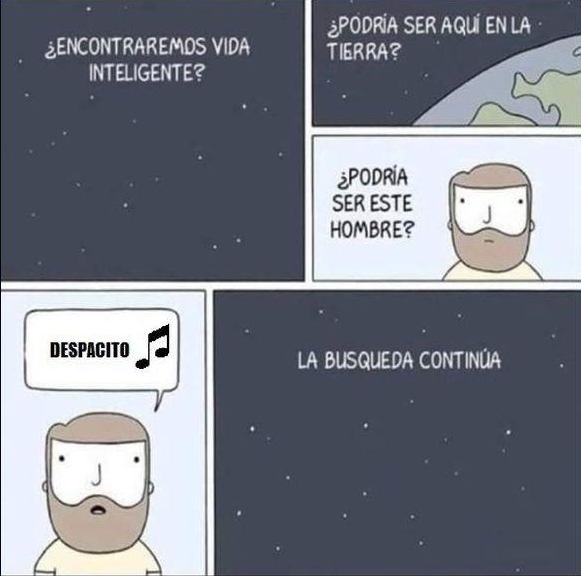 ¿ENCONTRAREMOS VIDA
INTELIGENTE?
¿PODRÍA SER AQUÍ EN LA
TIERRA?
¿PODRÍA
SER ESTE
HOMBRE?
DESPACITO
LA BUSQUEDA CONTINÚA